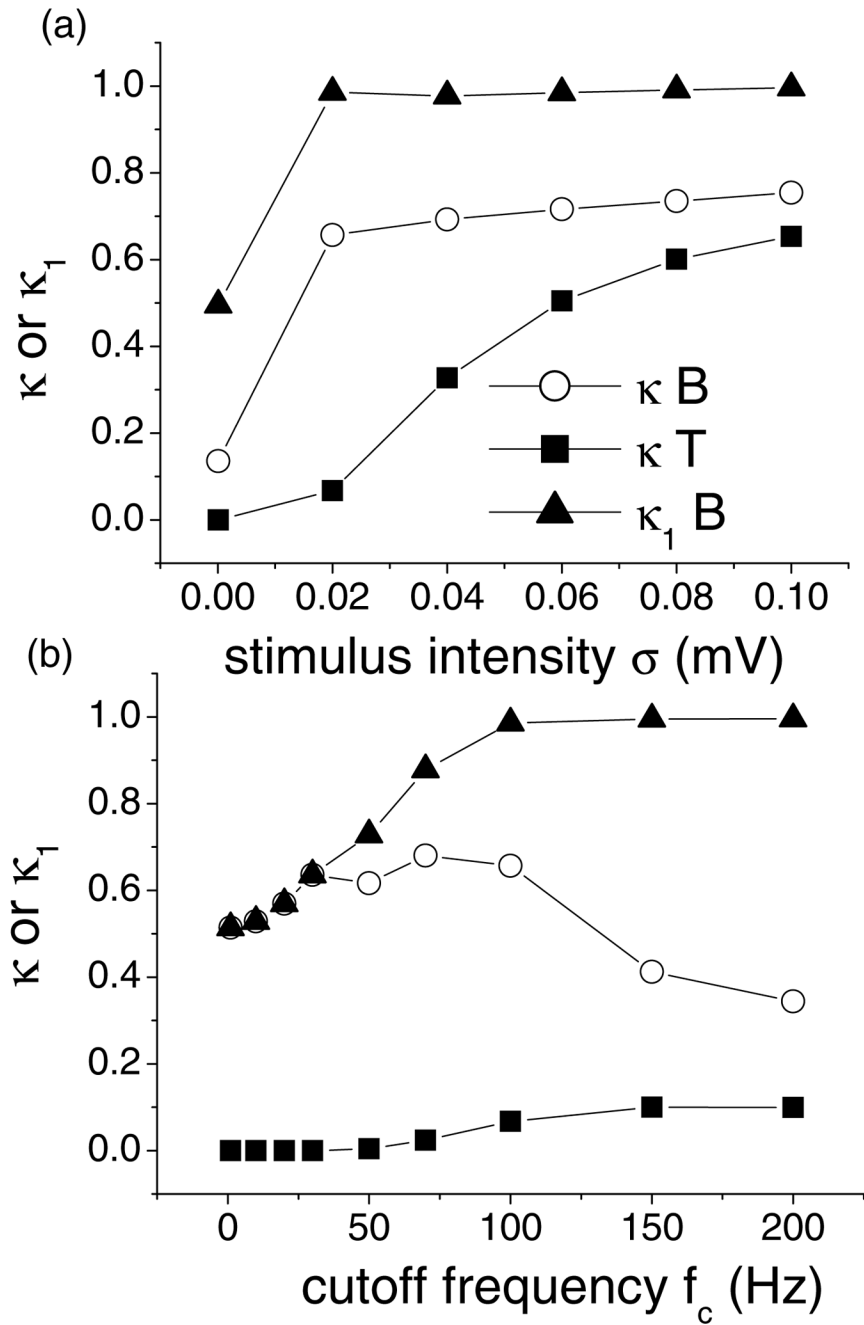 (a)
1.0
0.8
0.6
0.4
0.2
0.0
κ or κ1
κ B
κ T
κ1 B
0.00 0.02 0.04 0.06 0.08 0.10
stimulus intensity σ (mV)
(b)
1.0
0.8
0.6
0.4
0.2
0.0
κ or κ1
0 50 100 150 200
cutoff frequency fc (Hz)